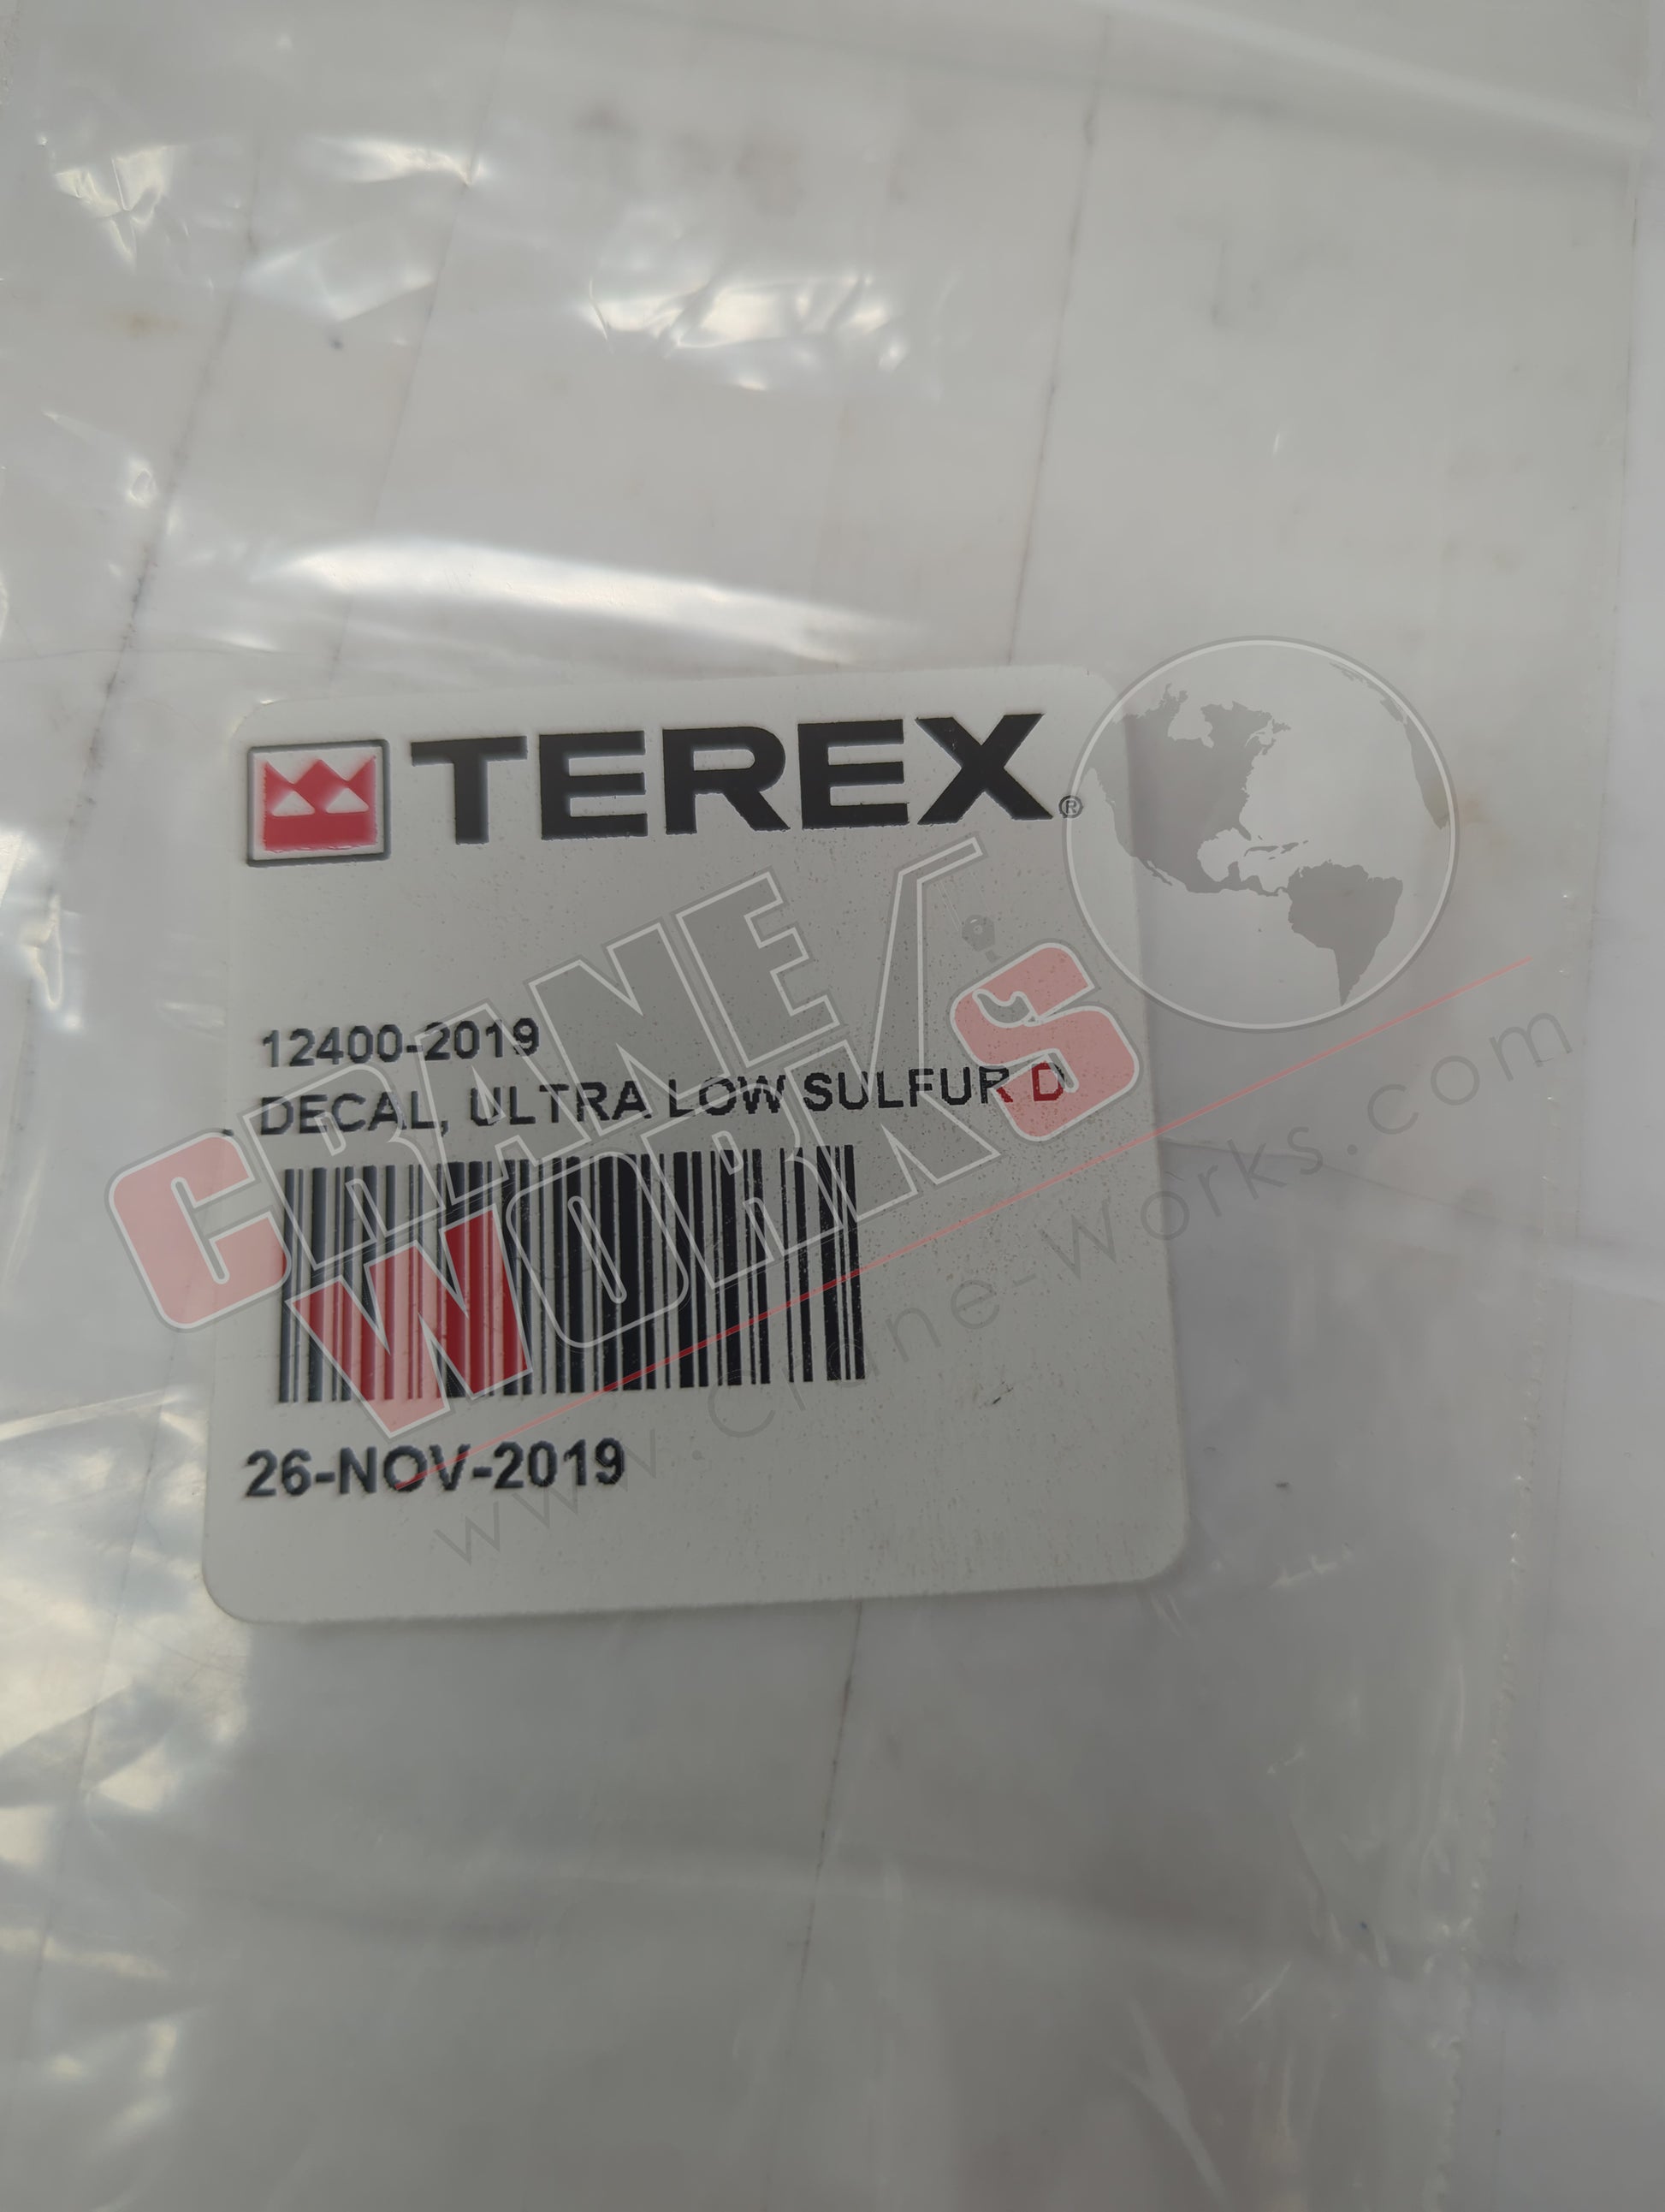 TEREX®
12400-2019
DECAL, ULTRA LOW SULFUR D
26-NOV-2019
CRANE
WORKS
www.crane-works.com